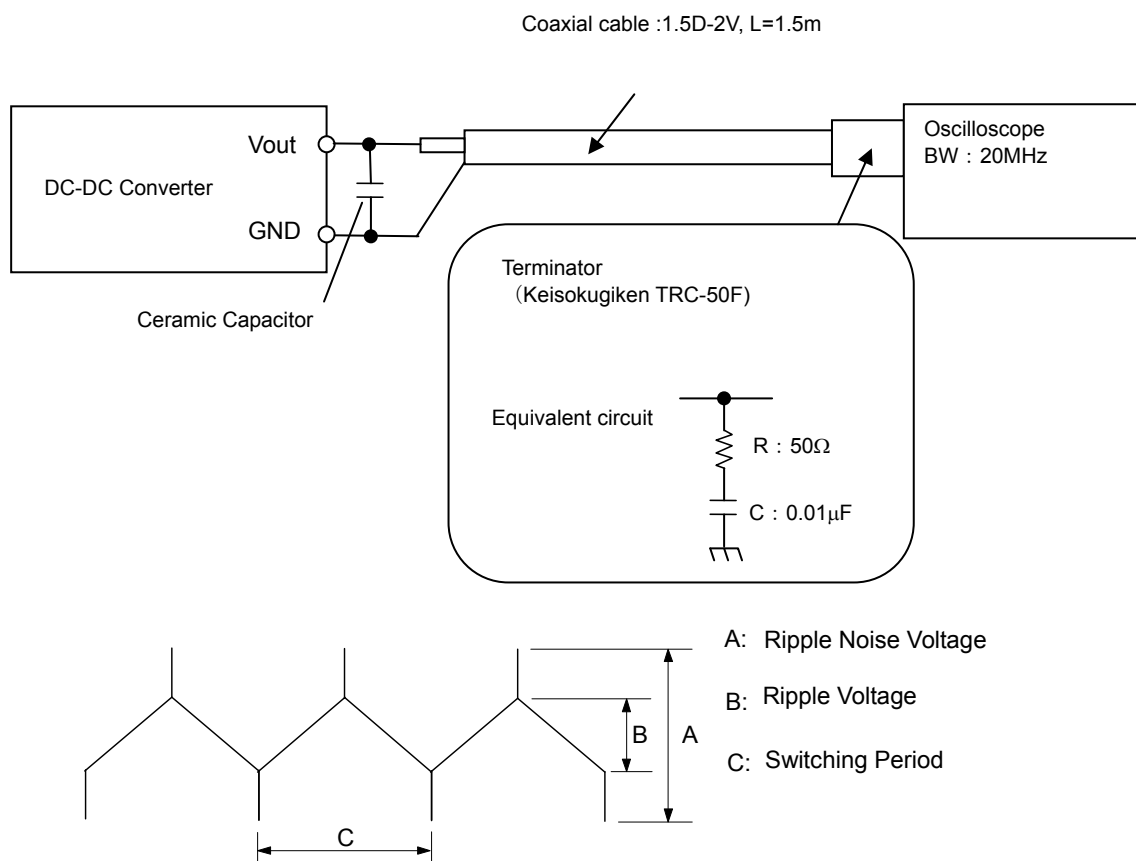 Coaxial cable :1.5D-2V, L=1.5m
Vout
DC-DC Converter
GND
Ceramic Capacitor
Oscilloscope
BW：20MHz
Terminator
（Keisokugiken TRC-50F)
Equivalent circuit
R：50Ω
C：0.01μF
A: Ripple Noise Voltage
B: Ripple Voltage
C: Switching Period
B
A
C